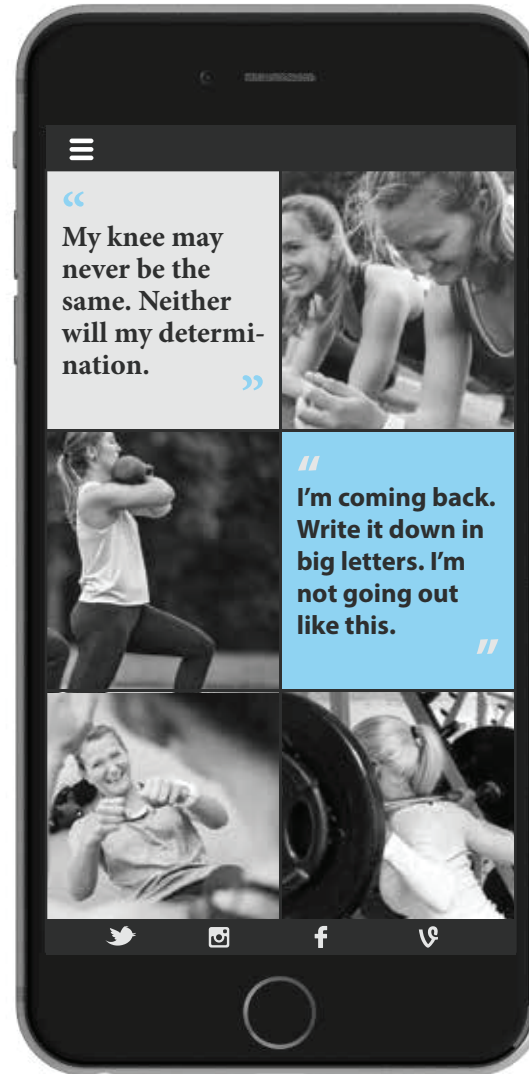 “
My knee may
never be the
same. Neither
will my determi-
nation.
”
"
I’m coming back.
Write it down in
big letters. I’m
not going out
like this.
"